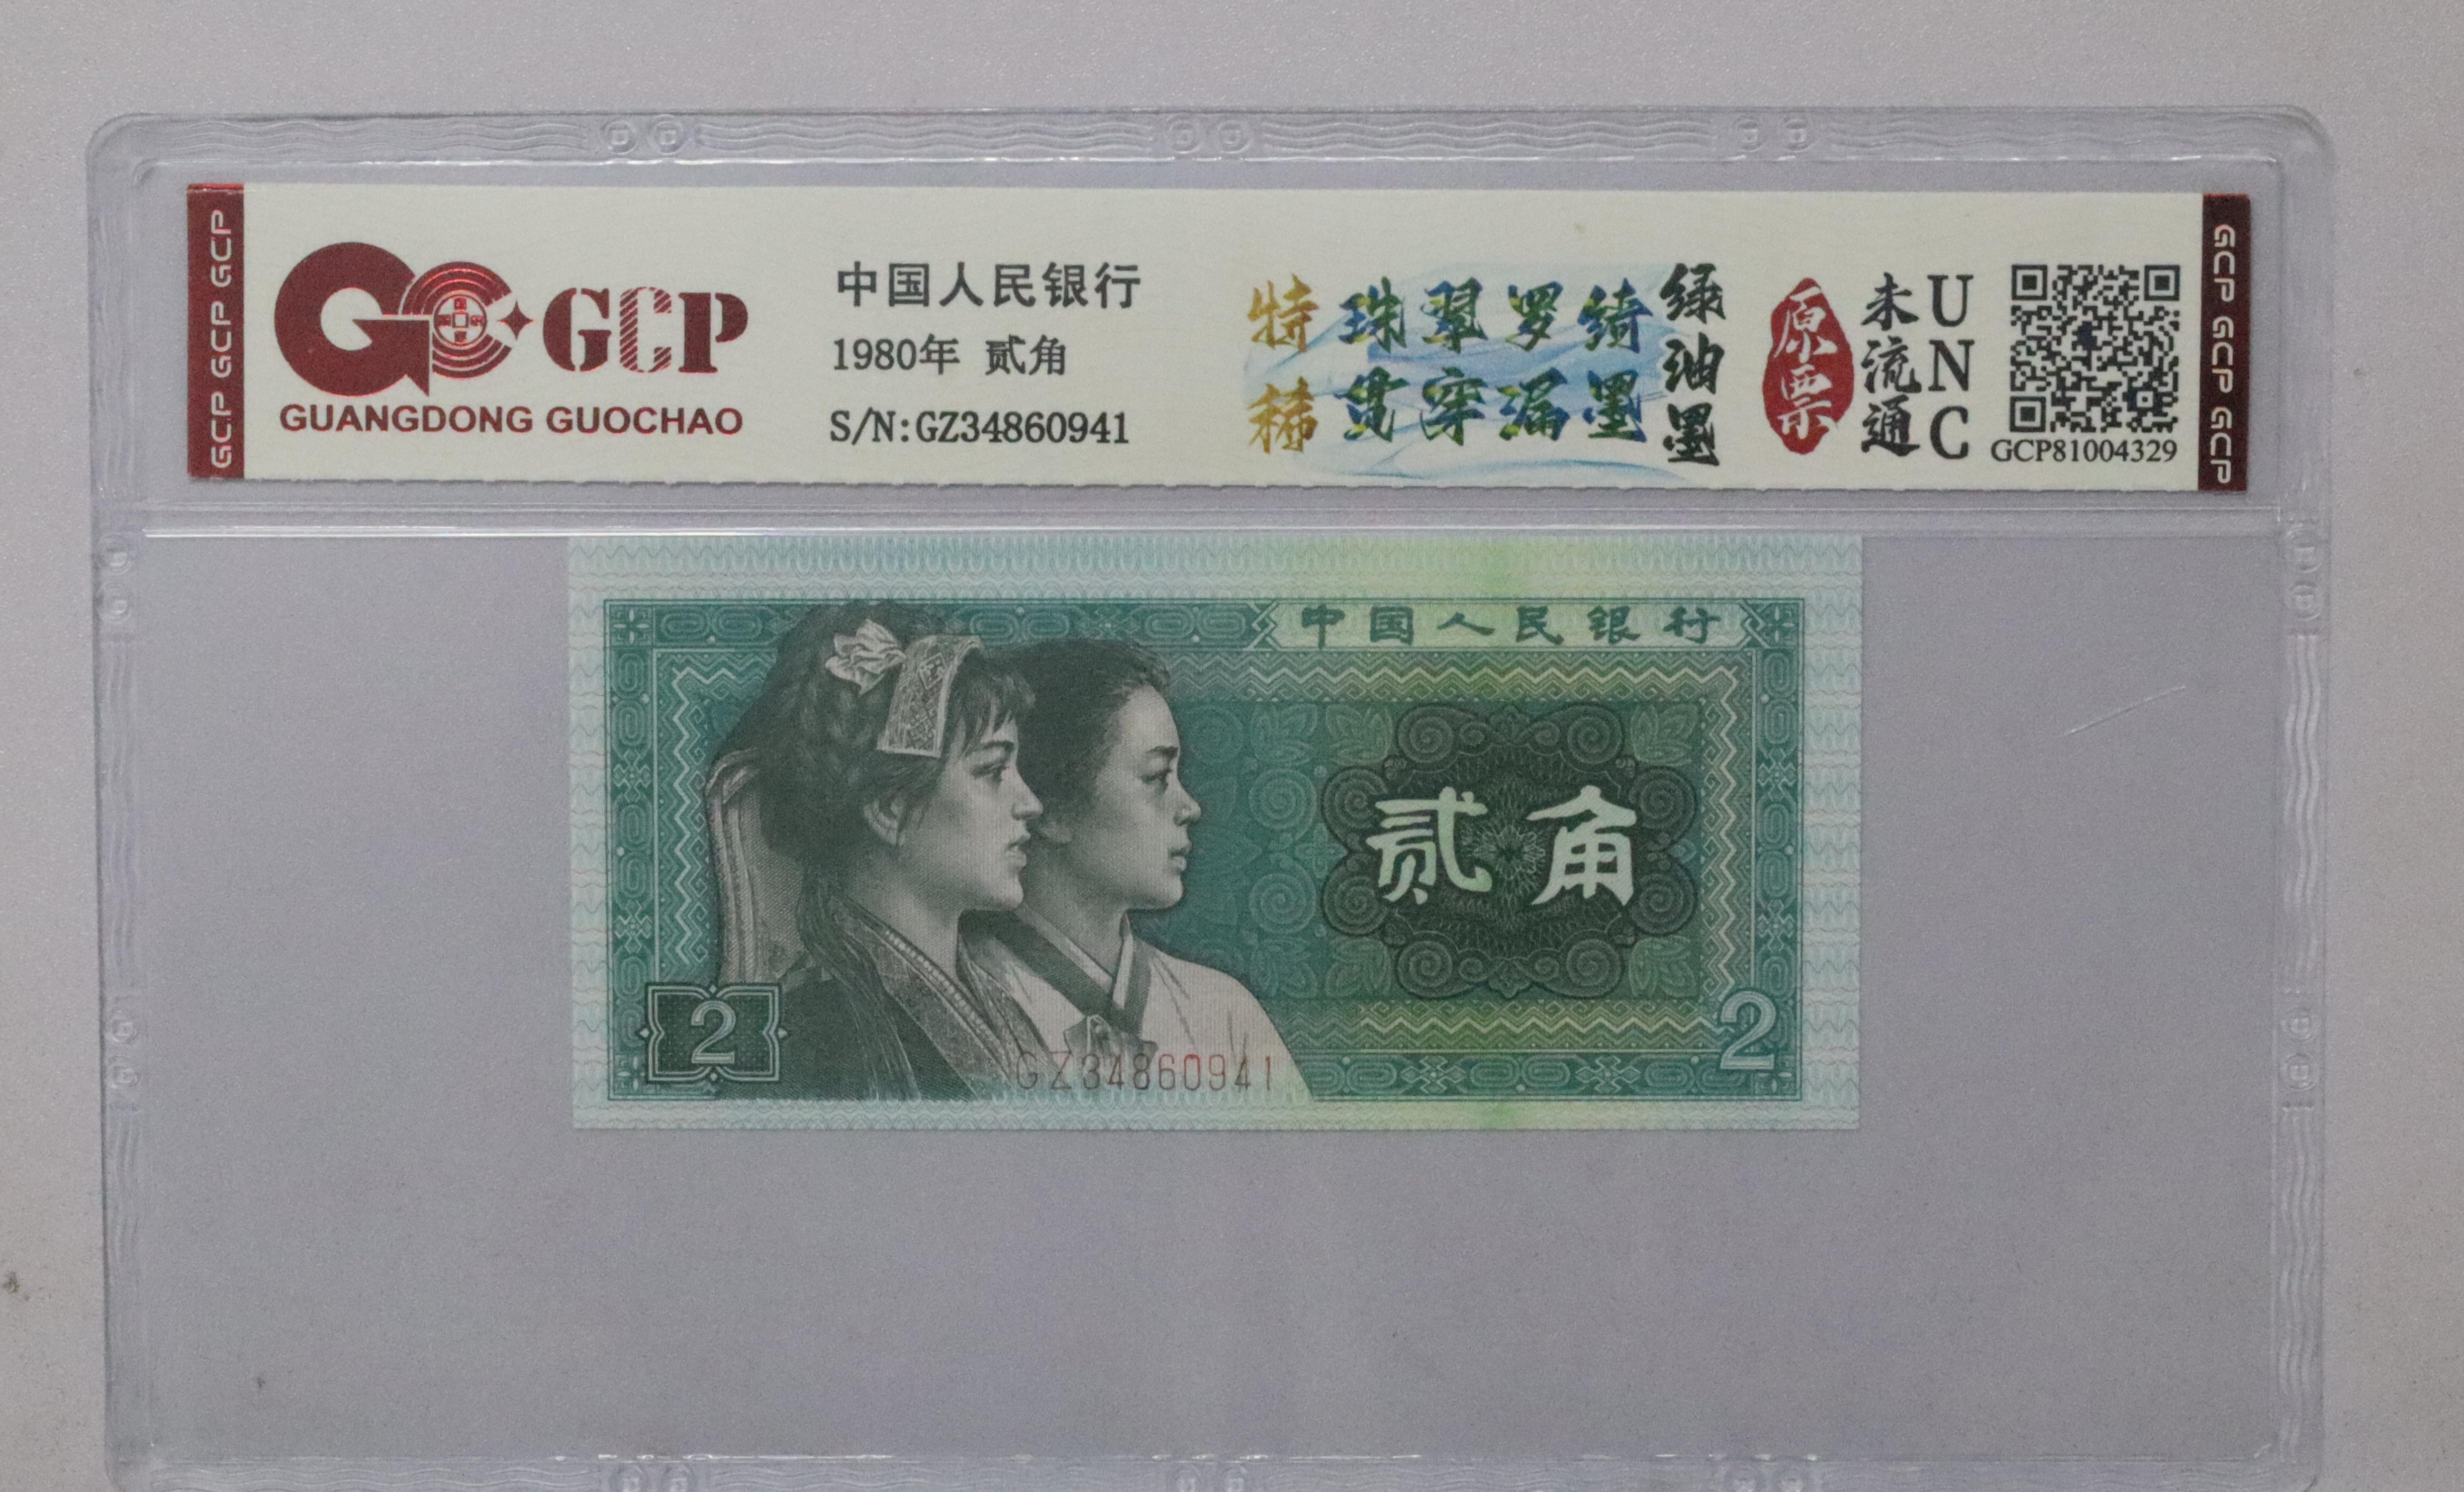 GCP GCP GCP
GCP
GUANGDONG GUOCHAO
中国人民银行
1980年 贰角
S/N:GZ34860941
特稀
珠翠罗绮
贯穿漏墨
绿油墨
原票
未流通
UNC
GCP81004329
GCP GCP GCP
中国人民银行
贰角
2
2
GZ34860941